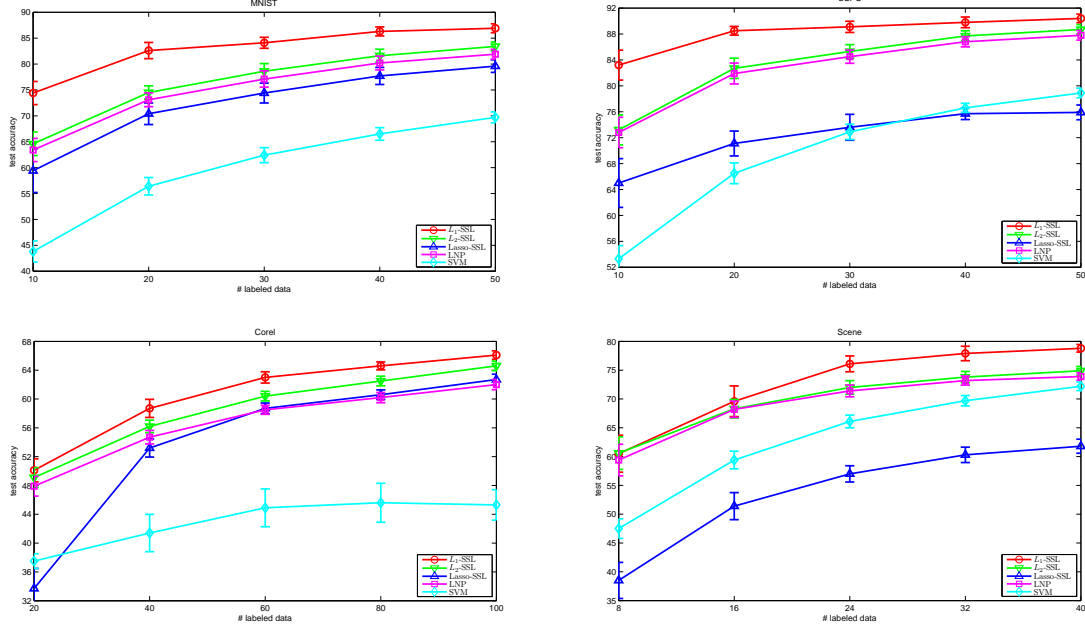 MNIST
90
85
80
75
70
65
60
55
50
45
40
test accuracy
10
20
30
40
50
# labeled data
L1-SSL
L2-SSL
Lasso-SSL
LNP
SVM
92
88
84
80
76
72
68
64
60
56
52
test accuracy
10
20
30
40
50
# labeled data
L1-SSL
L2-SSL
Lasso-SSL
LNP
SVM
Corel
68
64
60
56
52
48
44
40
36
32
test accuracy
20
40
60
80
100
# labeled data
L1-SSL
L2-SSL
Lasso-SSL
LNP
SVM
Scene
80
75
70
65
60
55
50
45
40
35
test accuracy
8
16
24
32
40
# labeled data
L1-SSL
L2-SSL
Lasso-SSL
LNP
SVM